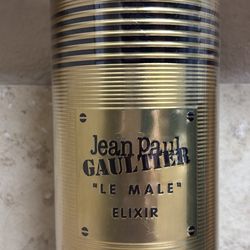 Jean Paul
GAULTIER
"LE MALE"
ELIXIR